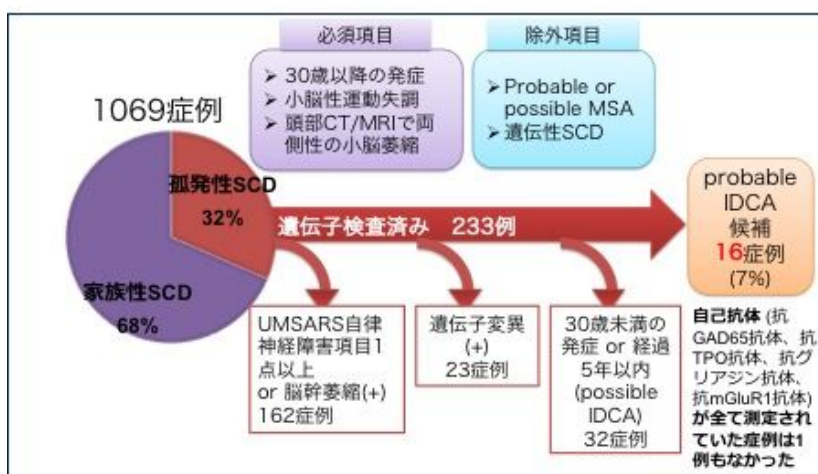 必須項目
➤ 30歳以降の発症
➤ 小脳性運動失調
➤ 頭部CT/MRIで両
側性の小脳萎縮
除外項目
➤ Probable or
possible MSA
➤ 遺伝性SCD
1069症例
孤発性SCD
32%
家族性SCD
68%
遺伝子検査済み 233例
probable
IDCA
候補
16症例
(7%)
UMSARS自律
神経障害項目1
点以上
or 脳幹萎縮(+)
162症例
遺伝子変異
(+)
23症例
30歳未満の
発症 or 経過
5年以内
(possible
IDCA)
32症例
自己抗体 (抗
GAD65抗体、抗
TPO抗体、抗グ
リアジン抗体、
抗mGluR1抗体)
が全て測定され
ていた症例は1
例もなかった